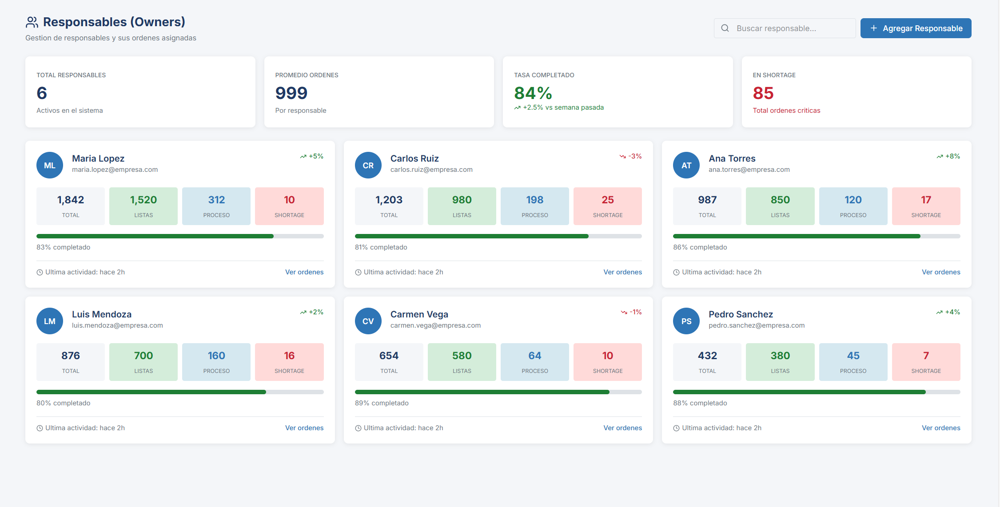 Responsables (Owners)
Gestion de responsables y sus ordenes asignadas
Buscar responsable...
Agregar Responsable
TOTAL RESPONSABLES
6
Activos en el sistema
PROMEDIO ORDENES
999
Por responsable
TASA COMPLETADO
84%
+2.5% vs semana pasada
EN SHORTAGE
85
Total ordenes criticas
ML
Maria Lopez
maria.lopez@empresa.com
+5%
1,842
TOTAL
1,520
LISTAS
312
PROCESO
10
SHORTAGE
83% completado
Ultima actividad: hace 2h
Ver ordenes
CR
Carlos Ruiz
carlos.ruiz@empresa.com
-3%
1,203
TOTAL
980
LISTAS
198
PROCESO
25
SHORTAGE
81% completado
Ultima actividad: hace 2h
Ver ordenes
AT
Ana Torres
ana.torres@empresa.com
+8%
987
TOTAL
850
LISTAS
120
PROCESO
17
SHORTAGE
86% completado
Ultima actividad: hace 2h
Ver ordenes
LM
Luis Mendoza
luis.mendoza@empresa.com
+2%
876
TOTAL
700
LISTAS
160
PROCESO
16
SHORTAGE
80% completado
Ultima actividad: hace 2h
Ver ordenes
CV
Carmen Vega
carmen.vega@empresa.com
-1%
654
TOTAL
580
LISTAS
64
PROCESO
10
SHORTAGE
89% completado
Ultima actividad: hace 2h
Ver ordenes
PS
Pedro Sanchez
pedro.sanchez@empresa.com
+4%
432
TOTAL
380
LISTAS
45
PROCESO
7
SHORTAGE
88% completado
Ultima actividad: hace 2h
Ver ordenes